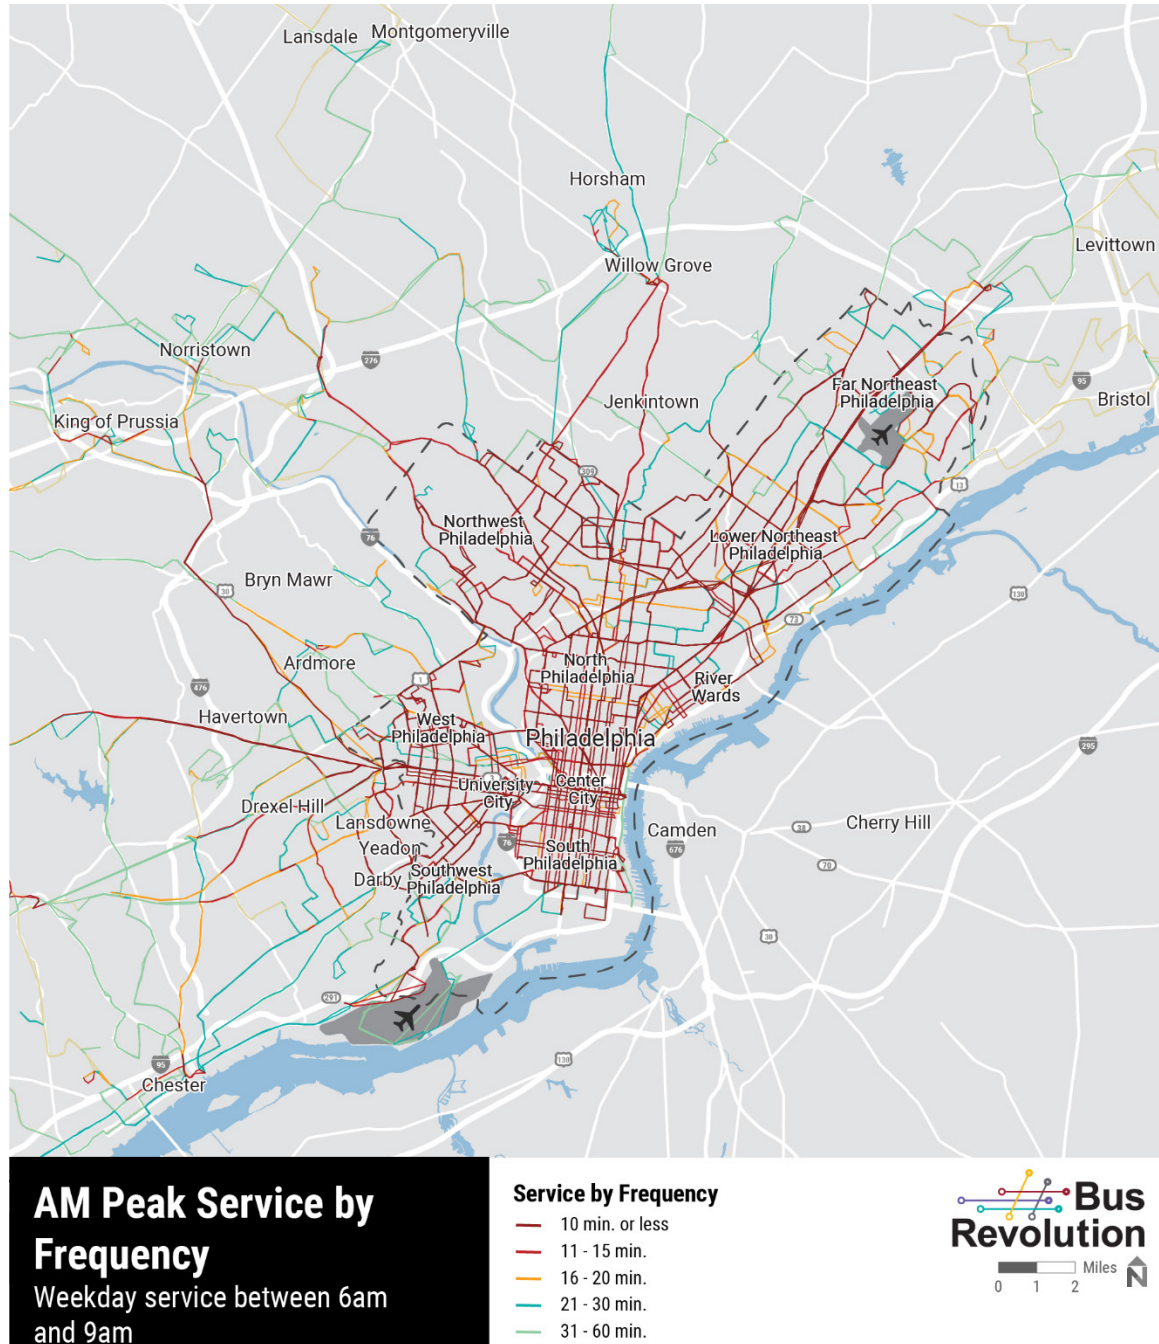 Lansdale
Montgomeryville
Horsham
Willow Grove
Levittown
Norristown
276
King of Prussia
Jenkintown
Far Northeast
Philadelphia
95
Bristol
309
13
76
Northwest
Philadelphia
Lower Northeast
Philadelphia
Bryn Mawr
30
130
73
Ardmore
1
476
North
Philadelphia
River
Wards
Havertown
West
Philadelphia
Philadelphia
295
3
University
City
Center
City
Drexel Hill
Lansdowne
Camden
38
Cherry Hill
76
676
Yeadon
South
Philadelphia
70
Darby
Southwest
Philadelphia
30
291
95
130
Chester
AM Peak Service by
Frequency
Weekday service between 6am
and 9am
Service by Frequency
10 min. or less
11 - 15 min.
16 - 20 min.
21 - 30 min.
31 - 60 min.
Bus
Revolution
Miles
0 1 2
N